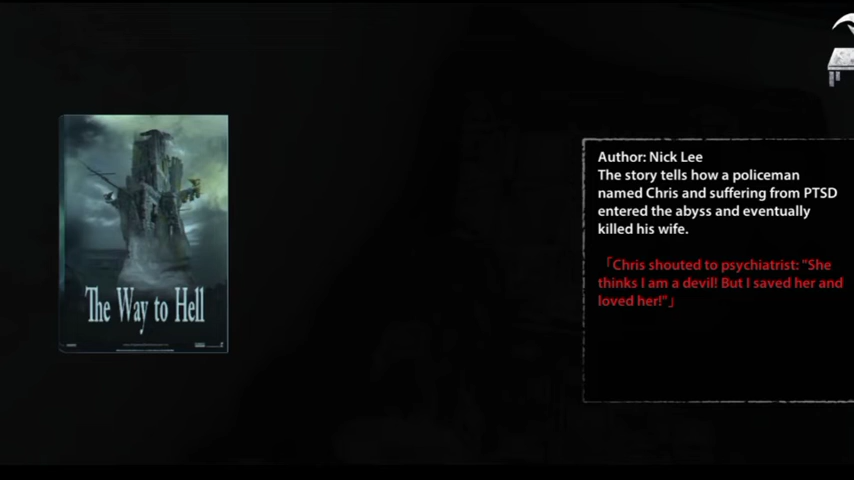 The Way to Hell
Author: Nick Lee
The story tells how a policeman
named Chris and suffering from PTSD
entered the abyss and eventually
killed his wife.
「Chris shouted to psychiatrist: "She
thinks I am a devil! But I saved her and
loved her!"」